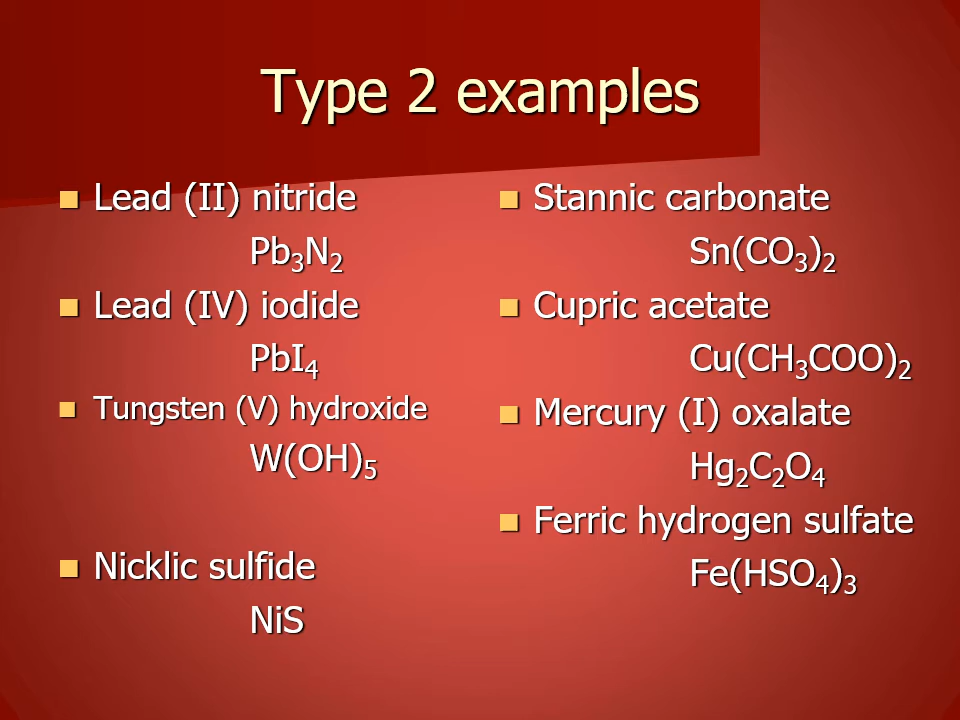 Type 2 examples
Lead (II) nitride
Pb₃N₂
Lead (IV) iodide
PbI₄
Tungsten (V) hydroxide
W(OH)₅
Nicklic sulfide
NiS
Stannic carbonate
Sn(CO₃)₂
Cupric acetate
Cu(CH₃COO)₂
Mercury (I) oxalate
Hg₂C₂O₄
Ferric hydrogen sulfate
Fe(HSO₄)₃